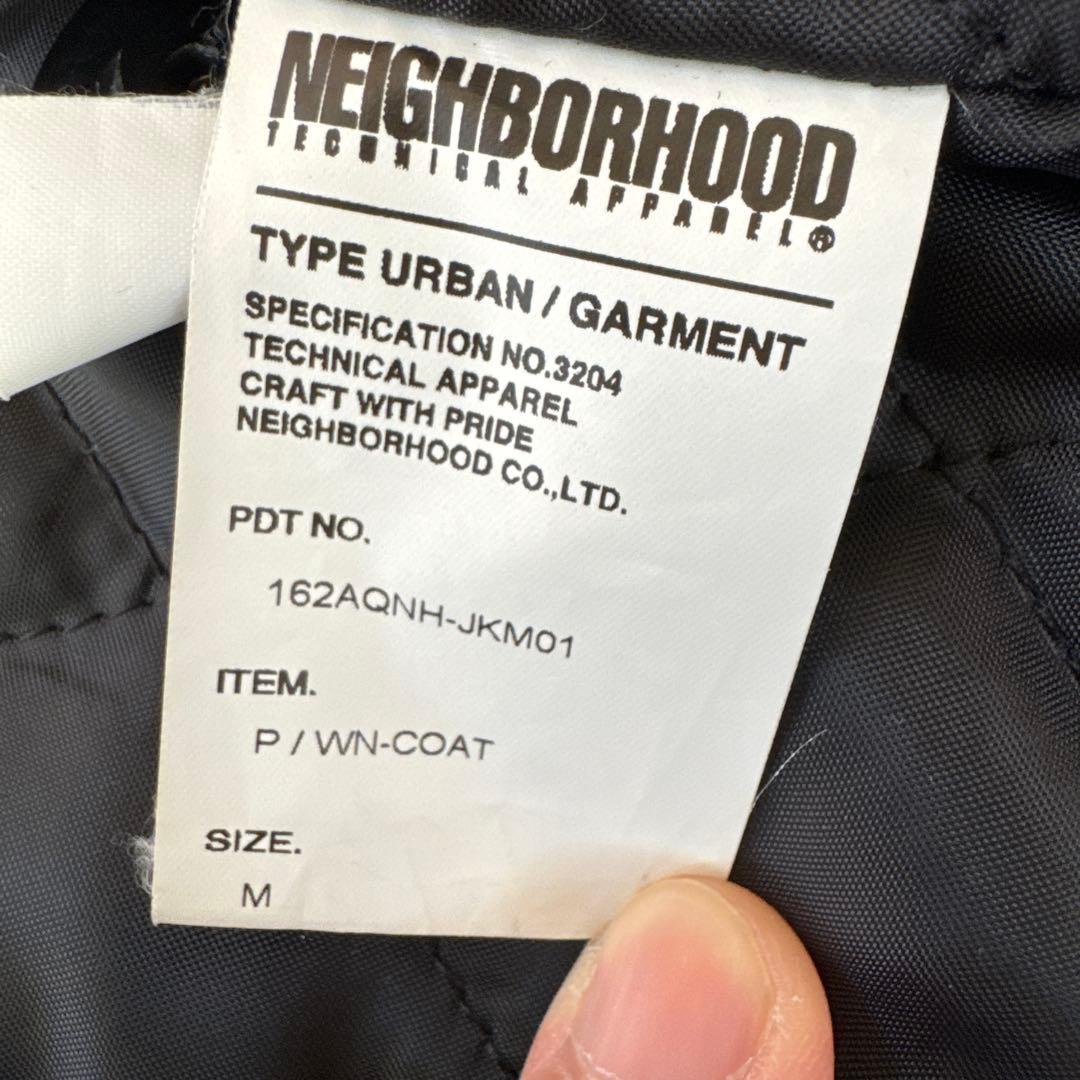 NEIGHBORHOOD
TECHNICAL APPAREL®
TYPE URBAN / GARMENT
SPECIFICATION NO.3204
TECHNICAL APPAREL
CRAFT WITH PRIDE
NEIGHBORHOOD CO.,LTD.
PDT NO.
162AQNH-JKM01
ITEM.
P / WN-COAT
SIZE.
M